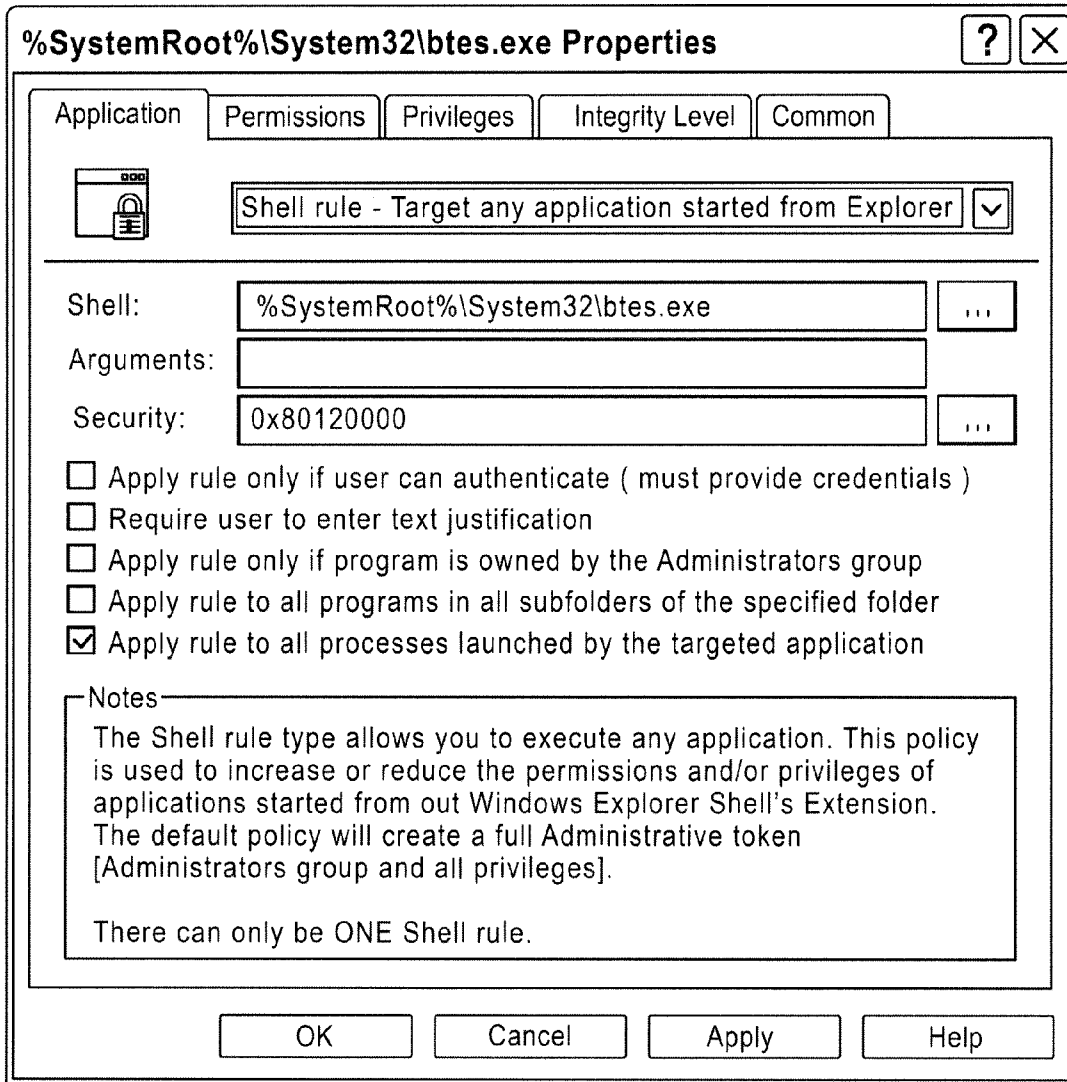 %SystemRoot%\System32\btes.exe Properties ? X
Application Permissions Privileges Integrity Level Common
Shell rule - Target any application started from Explorer
Shell: %SystemRoot%\System32\btes.exe ...
Arguments:
Security: 0x80120000 ...
Apply rule only if user can authenticate ( must provide credentials )
Require user to enter text justification
Apply rule only if program is owned by the Administrators group
Apply rule to all programs in all subfolders of the specified folder
Apply rule to all processes launched by the targeted application
Notes
The Shell rule type allows you to execute any application. This policy
is used to increase or reduce the permissions and/or privileges of
applications started from out Windows Explorer Shell's Extension.
The default policy will create a full Administrative token
[Administrators group and all privileges].
There can only be ONE Shell rule.
OK Cancel Apply Help